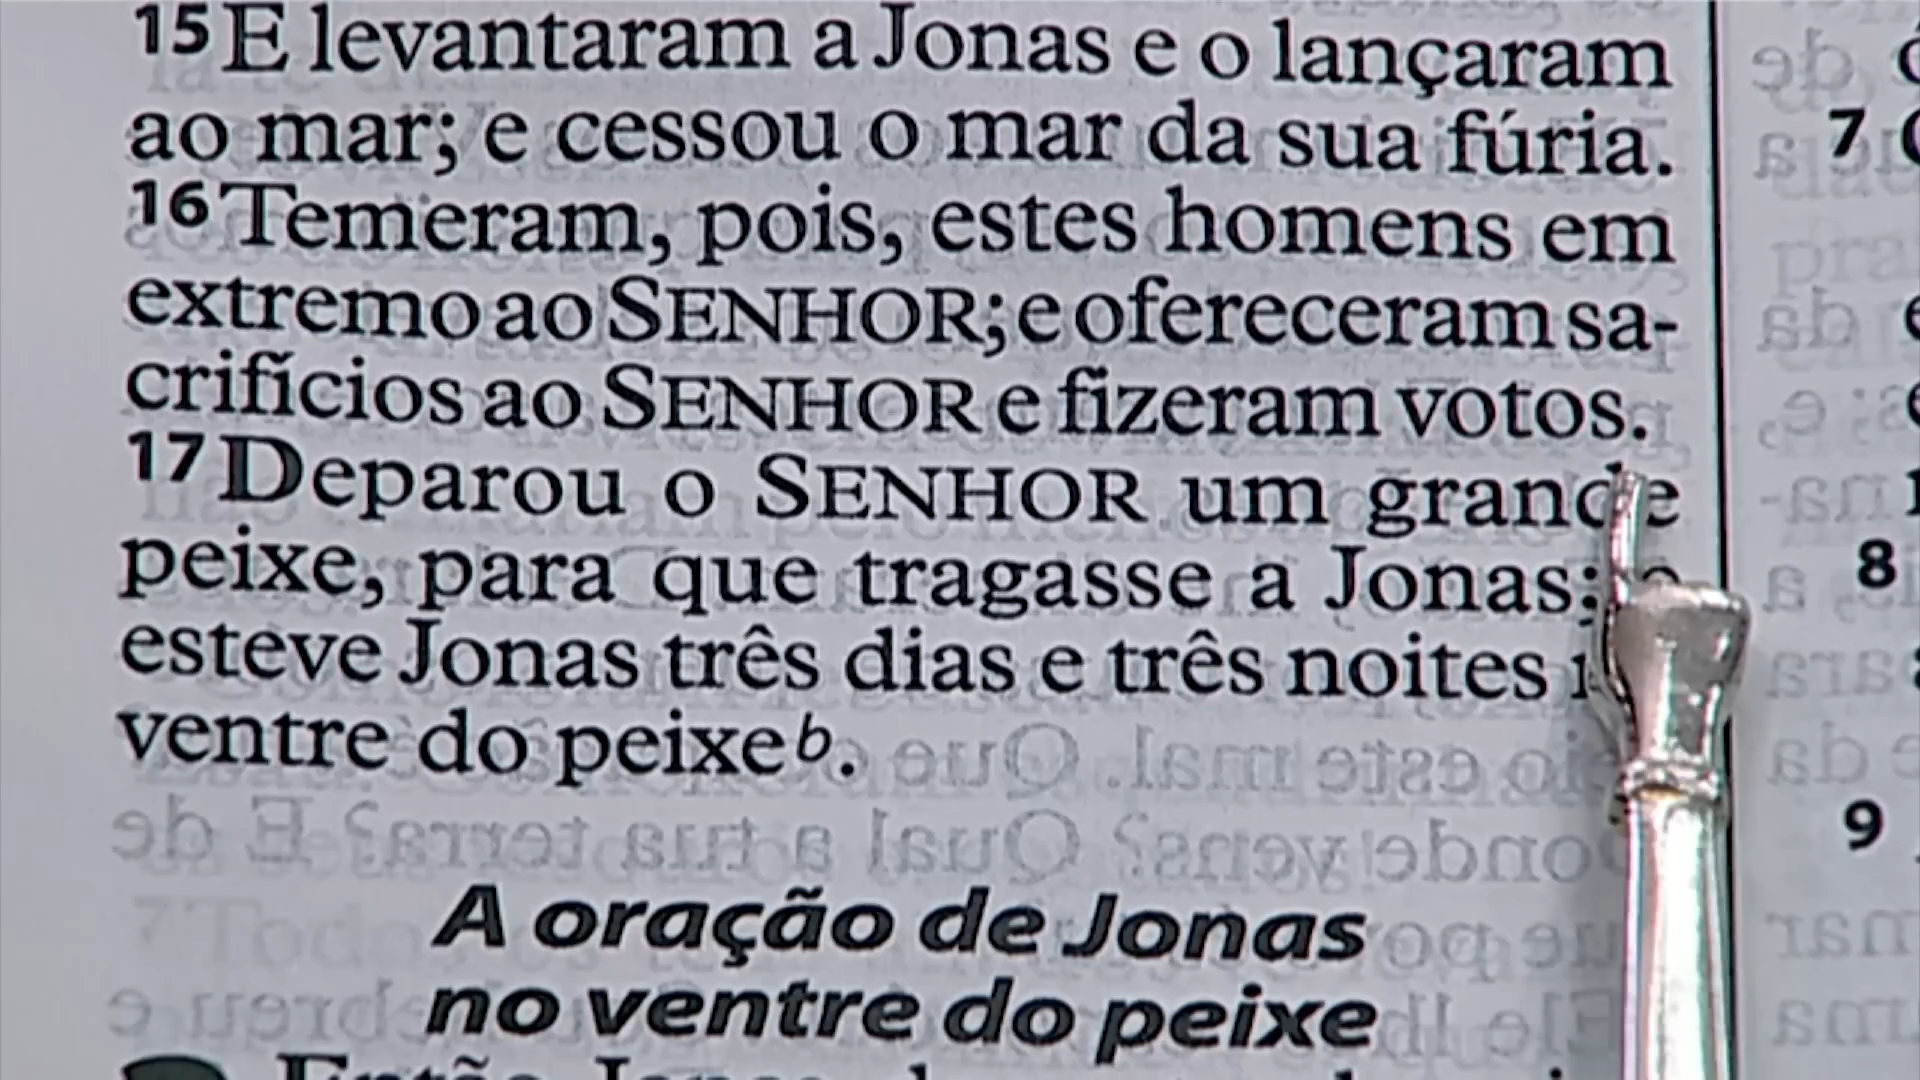 15 E levantaram a Jonas e o lançaram
ao mar; e cessou o mar da sua fúria.
16 Temeram, pois, estes homens em
extremo ao SENHOR; e ofereceram sa-
crifícios ao SENHOR e fizeram votos.
17 Deparou o SENHOR um grande
peixe, para que tragasse a Jonas;
esteve Jonas três dias e três noites
ventre do peixe b.
A oração de Jonas
no ventre do peixe
7
8
9